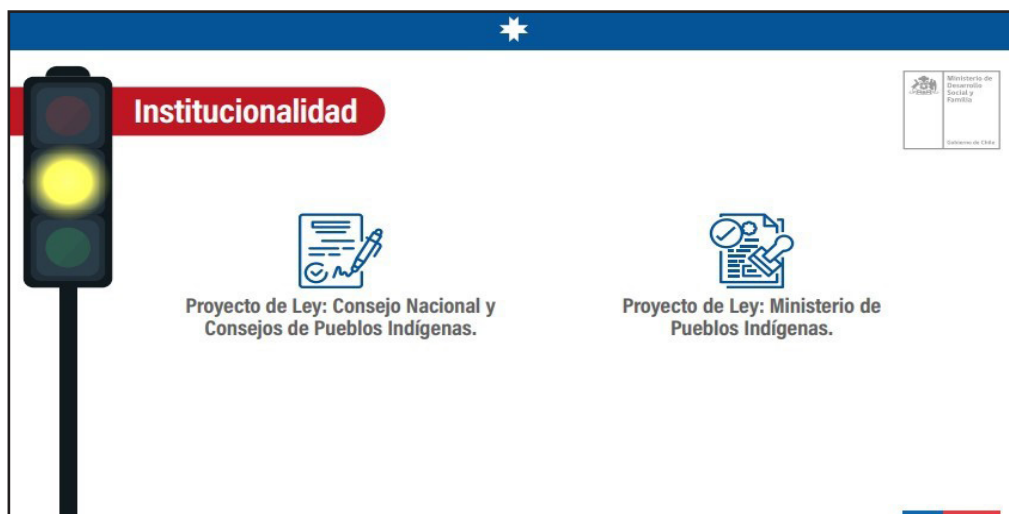 Institucionalidad
Ministerio de
Desarrollo
Social y
Familia
Gobierno de Chile
Proyecto de Ley: Consejo Nacional y
Consejos de Pueblos Indígenas.
Proyecto de Ley: Ministerio de
Pueblos Indígenas.